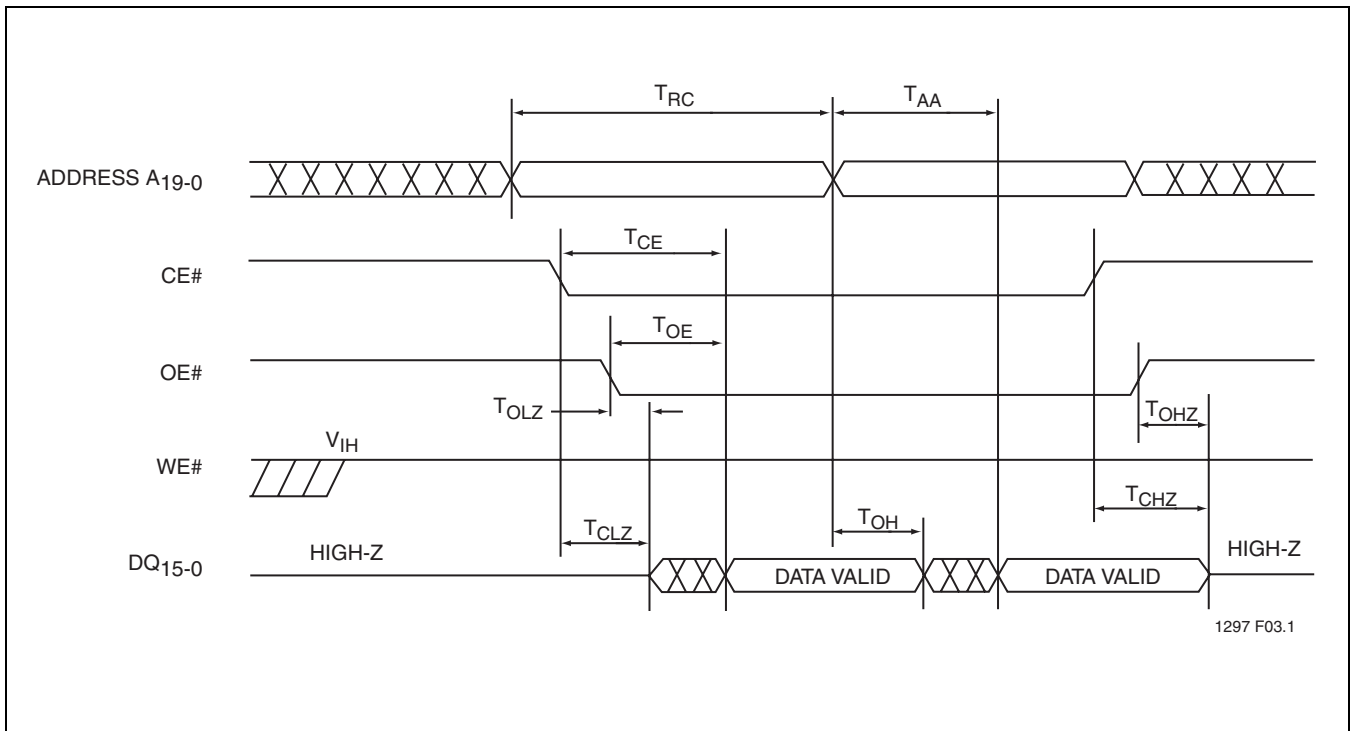 TRC
TAA
ADDRESS A19-0
TCE
CE#
TOE
OE#
TOLZ
TOHZ
VIH
WE#
TCHZ
TCLZ
TOH
HIGH-Z
HIGH-Z
DQ15-0
DATA VALID
DATA VALID
1297 F03.1